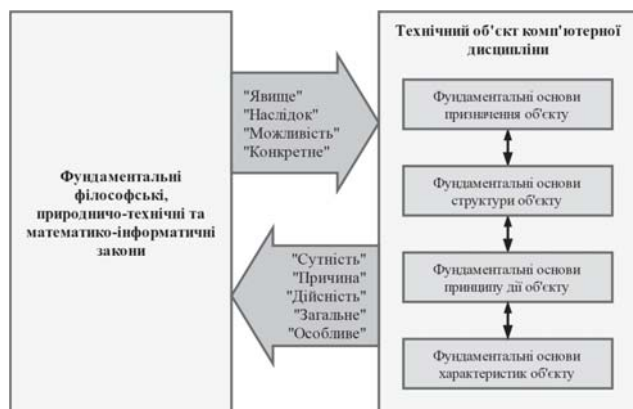 Фундаментальні
філософські,
природничо-технічні та
математико-інформатичні
закони
"Явище"
"Наслідок"
"Можливість"
"Конкретне"
"Сутність"
"Причина"
"Дійсність"
"Загальне"
"Особливе"
Технічний об'єкт комп'ютерної
дисципліни
Фундаментальні основи
призначення об'єкту
Фундаментальні основи
структури об'єкту
Фундаментальні основи
принципу дії об'єкту
Фундаментальні основи
характеристик об'єкту